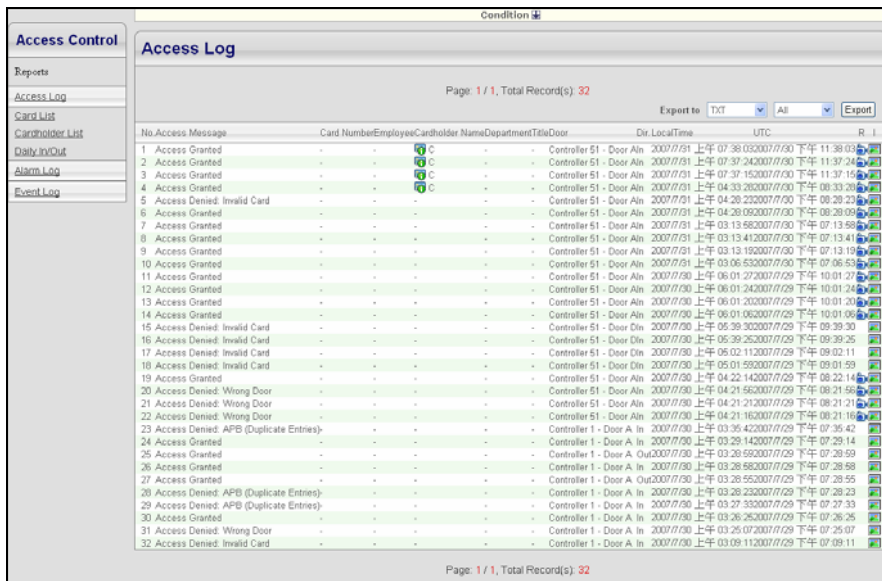 Condition
Access Control
Reports
Access Log
Card List
Cardholder List
Daily In/Out
Alarm Log
Event Log
Access Log
Page: 1 / 1, Total Record(s): 32
Export to TXT All Export
No. Access Message Card Number Employee Cardholder Name Department Title Door Dir. LocalTime UTC R I
1 Access Granted - - C - - Controller 51 - Door A In 2007/7/31 上午 07:38:03 2007/7/30 下午 11:38:03
2 Access Granted - - C - - Controller 51 - Door A In 2007/7/31 上午 07:37:24 2007/7/30 下午 11:37:24
3 Access Granted - - C - - Controller 51 - Door A In 2007/7/31 上午 07:37:15 2007/7/30 下午 11:37:15
4 Access Granted - - C - - Controller 51 - Door A In 2007/7/31 上午 04:33:28 2007/7/30 下午 08:33:28
5 Access Denied: Invalid Card - - - - - Controller 51 - Door A In 2007/7/31 上午 04:28:23 2007/7/30 下午 08:28:23
6 Access Granted - - - - - Controller 51 - Door A In 2007/7/31 上午 04:28:09 2007/7/30 下午 08:28:09
7 Access Granted - - - - - Controller 51 - Door A In 2007/7/31 上午 03:13:58 2007/7/30 下午 07:13:58
8 Access Granted - - - - - Controller 51 - Door A In 2007/7/31 上午 03:13:41 2007/7/30 下午 07:13:41
9 Access Granted - - - - - Controller 51 - Door A In 2007/7/31 上午 03:13:19 2007/7/30 下午 07:13:19
10 Access Granted - - - - - Controller 51 - Door A In 2007/7/31 上午 03:06:53 2007/7/30 下午 07:06:53
11 Access Granted - - - - - Controller 51 - Door A In 2007/7/30 上午 06:01:27 2007/7/29 下午 10:01:27
12 Access Granted - - - - - Controller 51 - Door A In 2007/7/30 上午 06:01:24 2007/7/29 下午 10:01:24
13 Access Granted - - - - - Controller 51 - Door A In 2007/7/30 上午 06:01:20 2007/7/29 下午 10:01:20
14 Access Granted - - - - - Controller 51 - Door A In 2007/7/30 上午 06:01:06 2007/7/29 下午 10:01:06
15 Access Denied: Invalid Card - - - - - Controller 51 - Door D In 2007/7/30 上午 05:39:30 2007/7/29 下午 09:39:30
16 Access Denied: Invalid Card - - - - - Controller 51 - Door D In 2007/7/30 上午 05:39:25 2007/7/29 下午 09:39:25
17 Access Denied: Invalid Card - - - - - Controller 51 - Door D In 2007/7/30 上午 05:02:11 2007/7/29 下午 09:02:11
18 Access Denied: Invalid Card - - - - - Controller 51 - Door D In 2007/7/30 上午 05:01:59 2007/7/29 下午 09:01:59
19 Access Granted - - - - - Controller 51 - Door A In 2007/7/30 上午 04:22:14 2007/7/29 下午 08:22:14
20 Access Denied: Wrong Door - - - - - Controller 51 - Door A In 2007/7/30 上午 04:21:56 2007/7/29 下午 08:21:56
21 Access Denied: Wrong Door - - - - - Controller 51 - Door A In 2007/7/30 上午 04:21:21 2007/7/29 下午 08:21:21
22 Access Denied: Wrong Door - - - - - Controller 51 - Door A In 2007/7/30 上午 04:21:16 2007/7/29 下午 08:21:16
23 Access Denied: APB (Duplicate Entries) - - - - - Controller 1 - Door A In 2007/7/30 上午 03:35:42 2007/7/29 下午 07:35:42
24 Access Granted - - - - - Controller 1 - Door A In 2007/7/30 上午 03:29:14 2007/7/29 下午 07:29:14
25 Access Granted - - - - - Controller 1 - Door A Out 2007/7/30 上午 03:28:59 2007/7/29 下午 07:28:59
26 Access Granted - - - - - Controller 1 - Door A In 2007/7/30 上午 03:28:58 2007/7/29 下午 07:28:58
27 Access Granted - - - - - Controller 1 - Door A Out 2007/7/30 上午 03:28:55 2007/7/29 下午 07:28:55
28 Access Denied: APB (Duplicate Entries) - - - - - Controller 1 - Door A In 2007/7/30 上午 03:28:23 2007/7/29 下午 07:28:23
29 Access Denied: APB (Duplicate Entries) - - - - - Controller 1 - Door A In 2007/7/30 上午 03:27:33 2007/7/29 下午 07:27:33
30 Access Granted - - - - - Controller 1 - Door A In 2007/7/30 上午 03:26:25 2007/7/29 下午 07:26:25
31 Access Denied: Wrong Door - - - - - Controller 1 - Door A In 2007/7/30 上午 03:25:07 2007/7/29 下午 07:25:07
32 Access Denied: Invalid Card - - - - - Controller 1 - Door A In 2007/7/30 上午 03:09:11 2007/7/29 下午 07:09:11
Page: 1 / 1, Total Record(s): 32